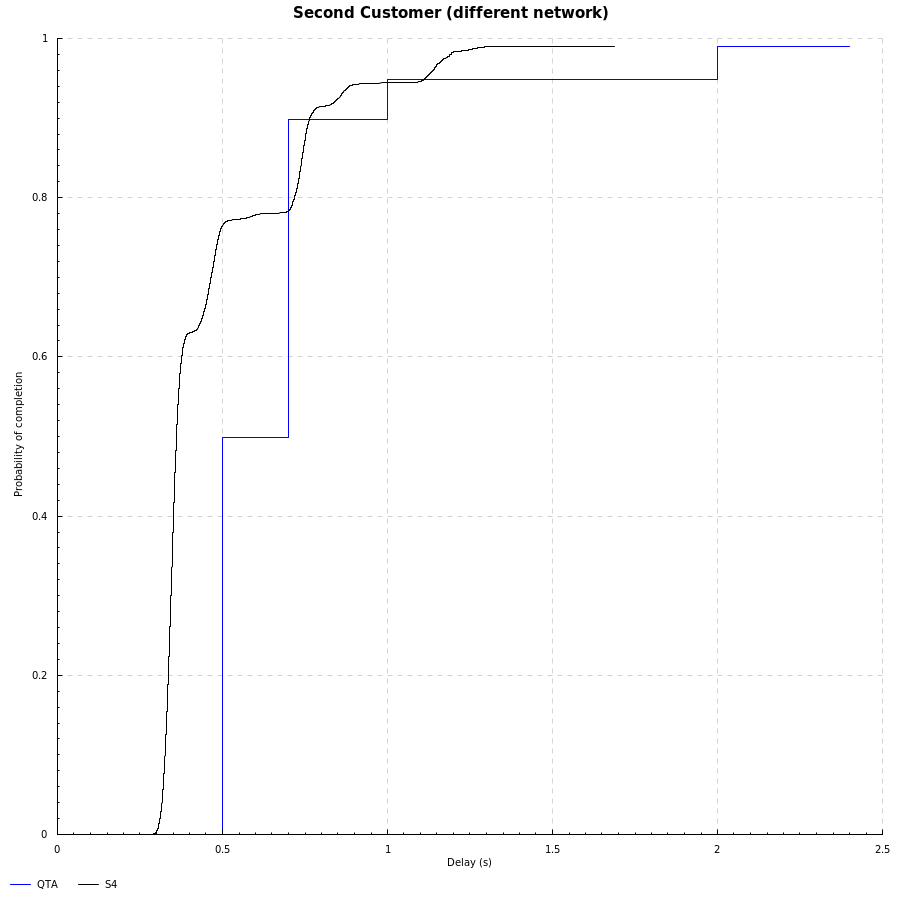 Second Customer (different network)
1
0.8
0.6
0.4
0.2
0
Probability of completion
0 0.5 1 1.5 2 2.5
Delay (s)
QTA S4